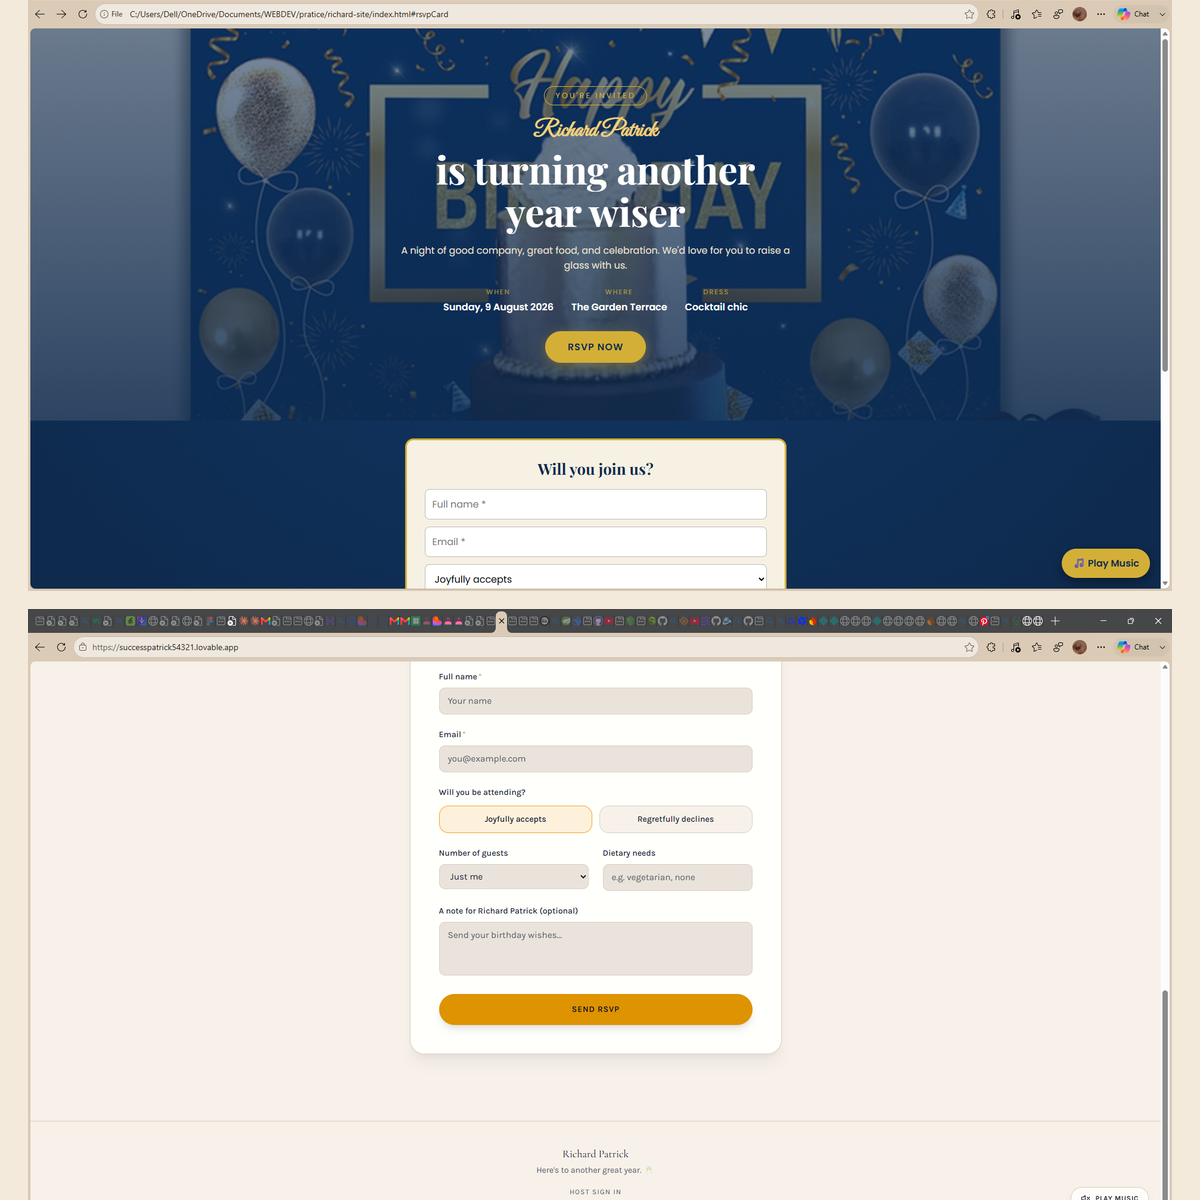 File C:/Users/Dell/OneDrive/Documents/WEBDEV/pratice/richard-site/index.html#rsvpCard
Chat
Happy
BIRTHDAY
YOU'RE INVITED
Richard Patrick
is turning another
year wiser
A night of good company, great food, and celebration. We'd love for you to raise a
glass with us.
WHEN
WHERE
DRESS
Sunday, 9 August 2026
The Garden Terrace
Cocktail chic
RSVP NOW
Will you join us?
Full name *
Email *
Joyfully accepts
Play Music
https://successpatrick54321.lovable.app
Chat
Full name *
Your name
Email *
you@example.com
Will you be attending?
Joyfully accepts
Regretfully declines
Number of guests
Dietary needs
Just me
e.g. vegetarian, none
A note for Richard Patrick (optional)
Send your birthday wishes...
SEND RSVP
Richard Patrick
Here's to another great year.
HOST SIGN IN
PLAY MUSIC